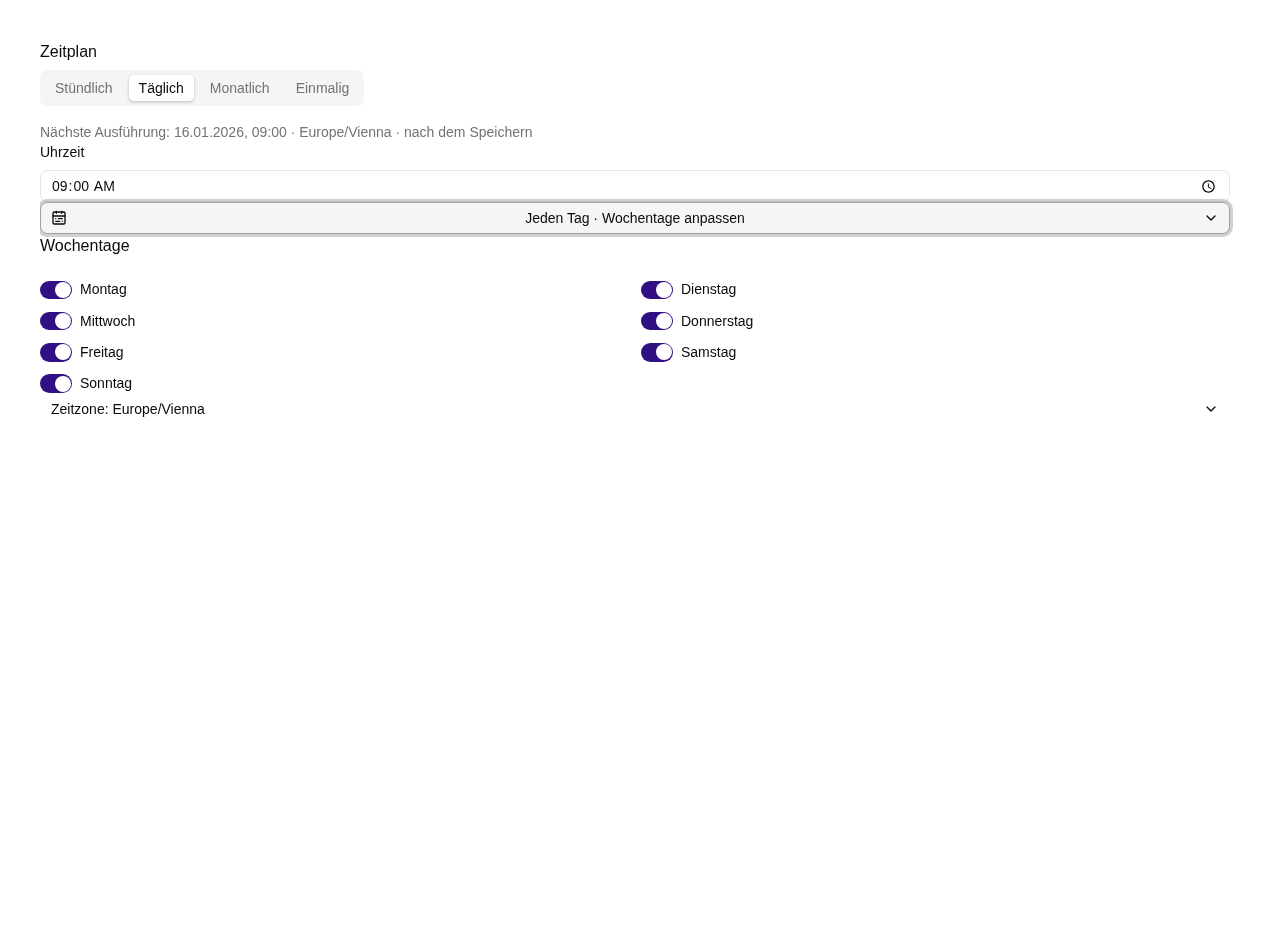 Zeitplan
Stündlich Täglich Monatlich Einmalig
Nächste Ausführung: 16.01.2026, 09:00 · Europe/Vienna · nach dem Speichern
Uhrzeit
09:00 AM
Jeden Tag · Wochentage anpassen
Wochentage
Montag Dienstag
Mittwoch Donnerstag
Freitag Samstag
Sonntag
Zeitzone: Europe/Vienna